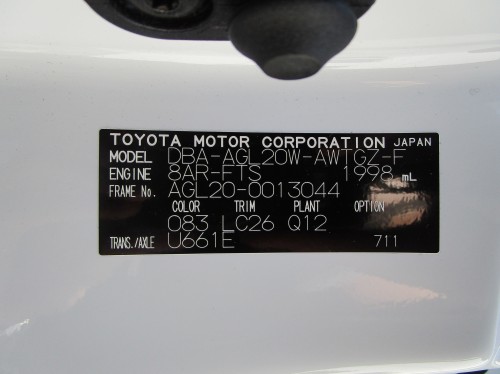 TOYOTA MOTOR CORPORATION JAPAN
MODEL DBA-AGL20W-AWTGZ-F
ENGINE 8AR-FTS 1998 mL
FRAME No. AGL20-0013044
COLOR TRIM PLANT OPTION
083 LC26 Q12
TRANS./AXLE U661E 711